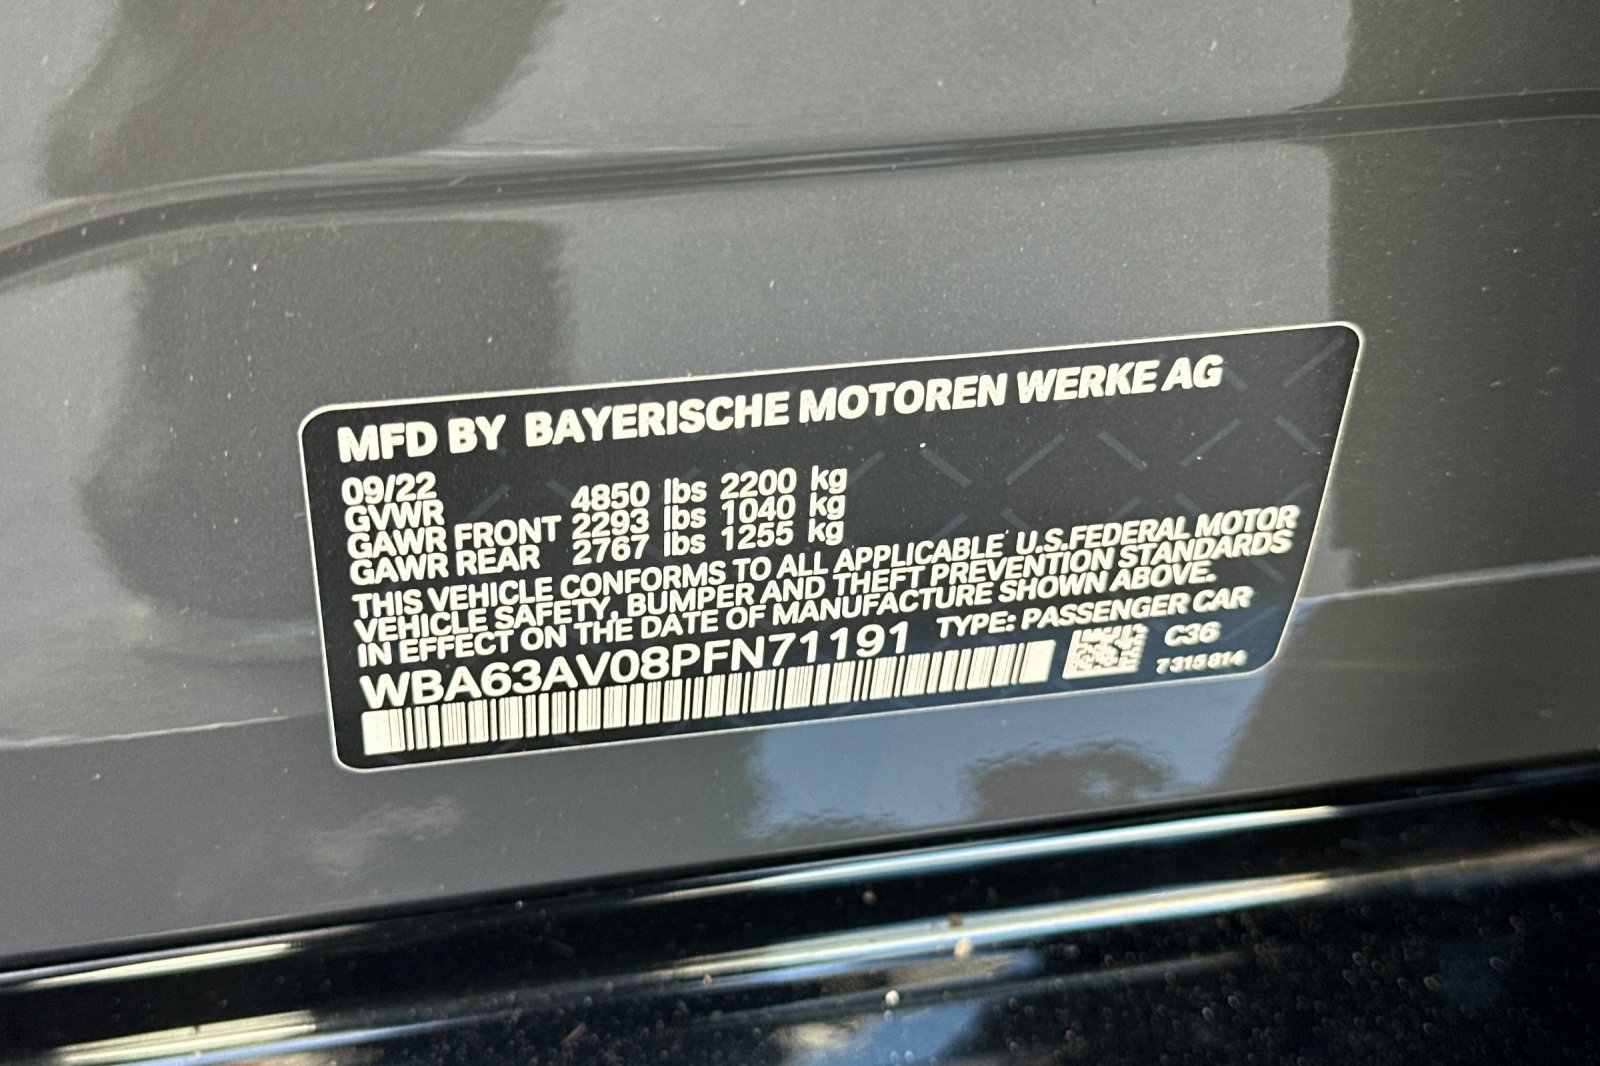 MFD BY BAYERISCHE MOTOREN WERKE AG
09/22
GVWR 4850 lbs 2200 kg
GAWR FRONT 2293 lbs 1040 kg
GAWR REAR 2767 lbs 1255 kg
THIS VEHICLE CONFORMS TO ALL APPLICABLE U.S.FEDERAL MOTOR
VEHICLE SAFETY, BUMPER AND THEFT PREVENTION STANDARDS
IN EFFECT ON THE DATE OF MANUFACTURE SHOWN ABOVE.
WBA63AV08PFN71191 TYPE: PASSENGER CAR
C36
7315814